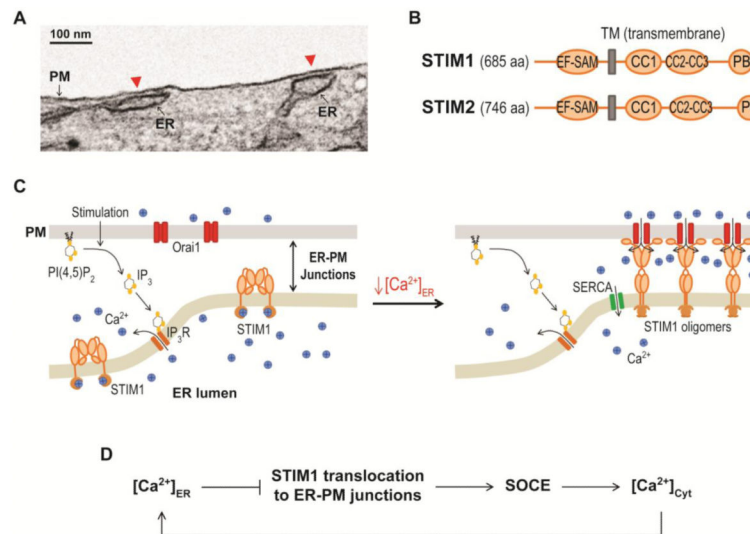 A
100 nm
PM
ER
ER
B
TM (transmembrane)
STIM1 (685 aa)
EF-SAM
CC1
CC2-CC3
PB
STIM2 (746 aa)
EF-SAM
CC1
CC2-CC3
P
C
PM
Stimulation
Orai1
PI(4,5)P₂
IP₃
ER-PM
Junctions
Ca²⁺
IP₃R
STIM1
STIM1
ER lumen
↓[Ca²⁺]ER
SERCA
STIM1 oligomers
Ca²⁺
D
[Ca²⁺]ER
STIM1 translocation
to ER-PM junctions
SOCE
[Ca²⁺]Cyt